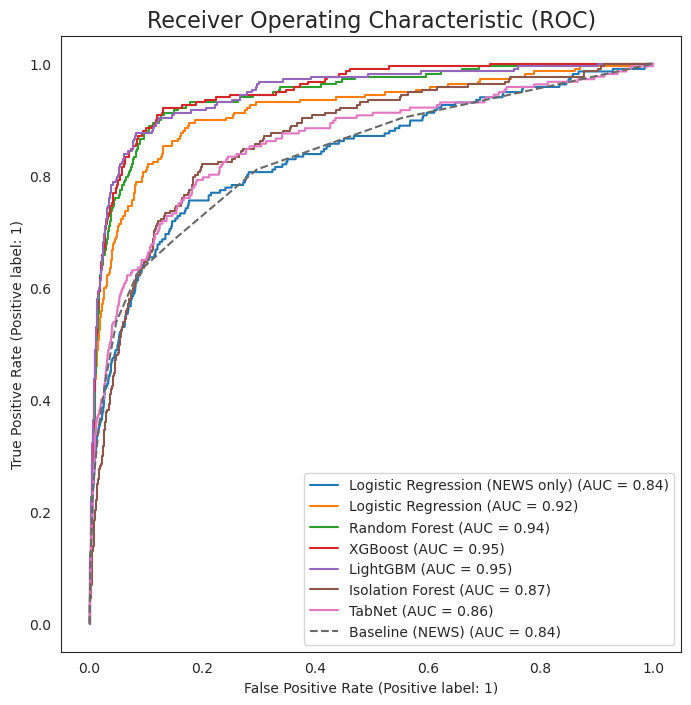 Receiver Operating Characteristic (ROC)
True Positive Rate (Positive label: 1)
1.0
0.8
0.6
0.4
0.2
0.0
Logistic Regression (NEWS only) (AUC = 0.84)
Logistic Regression (AUC = 0.92)
Random Forest (AUC = 0.94)
XGBoost (AUC = 0.95)
LightGBM (AUC = 0.95)
Isolation Forest (AUC = 0.87)
TabNet (AUC = 0.86)
Baseline (NEWS) (AUC = 0.84)
0.0 0.2 0.4 0.6 0.8 1.0
False Positive Rate (Positive label: 1)